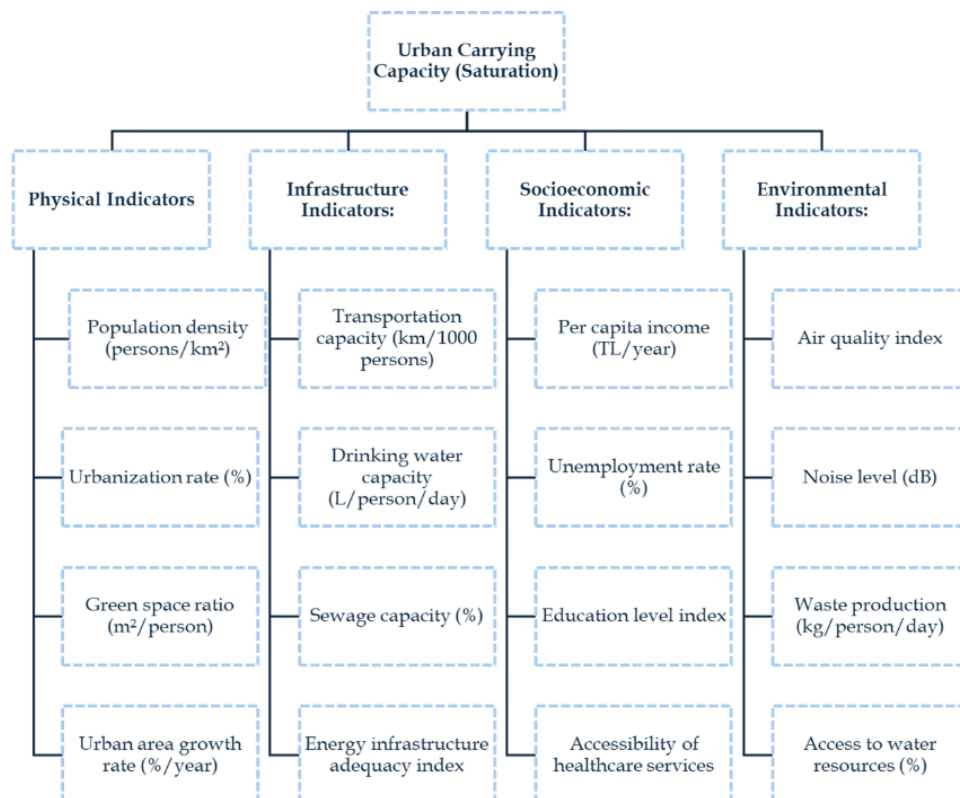 Urban Carrying
Capacity (Saturation)
Physical Indicators
Infrastructure
Indicators:
Socioeconomic
Indicators:
Environmental
Indicators:
Population density
(persons/km²)
Transportation
capacity (km/1000
persons)
Per capita income
(TL/year)
Air quality index
Urbanization rate (%)
Drinking water
capacity
(L/person/day)
Unemployment rate
(%)
Noise level (dB)
Green space ratio
(m²/person)
Sewage capacity (%)
Education level index
Waste production
(kg/person/day)
Urban area growth
rate (%/year)
Energy infrastructure
adequacy index
Accessibility of
healthcare services
Access to water
resources (%)